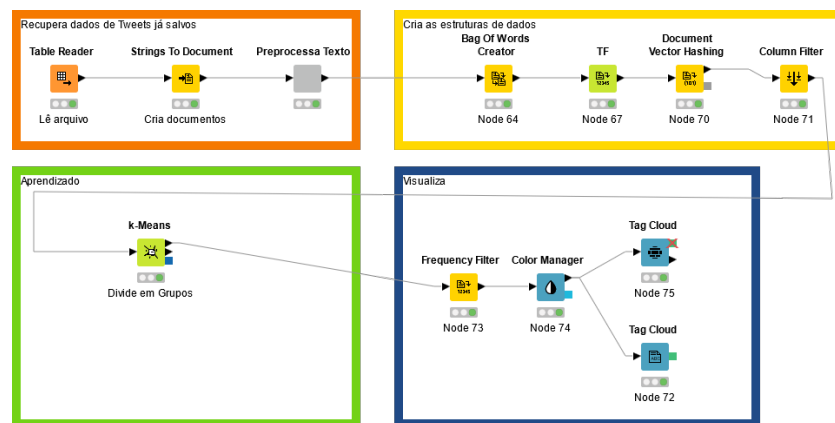 Recupera dados de Tweets já salvos
Table Reader
Strings To Document
Preprocessa Texto
Lê arquivo
Cria documentos
Cria as estruturas de dados
Bag Of Words
Creator
TF
Document
Vector Hashing
Column Filter
12345
Node 64
Node 67
Node 70
Node 71
Aprendizado
k-Means
Divide em Grupos
Visualiza
Frequency Filter
Color Manager
Tag Cloud
12345
Node 73
Node 74
Node 75
Tag Cloud
Node 72